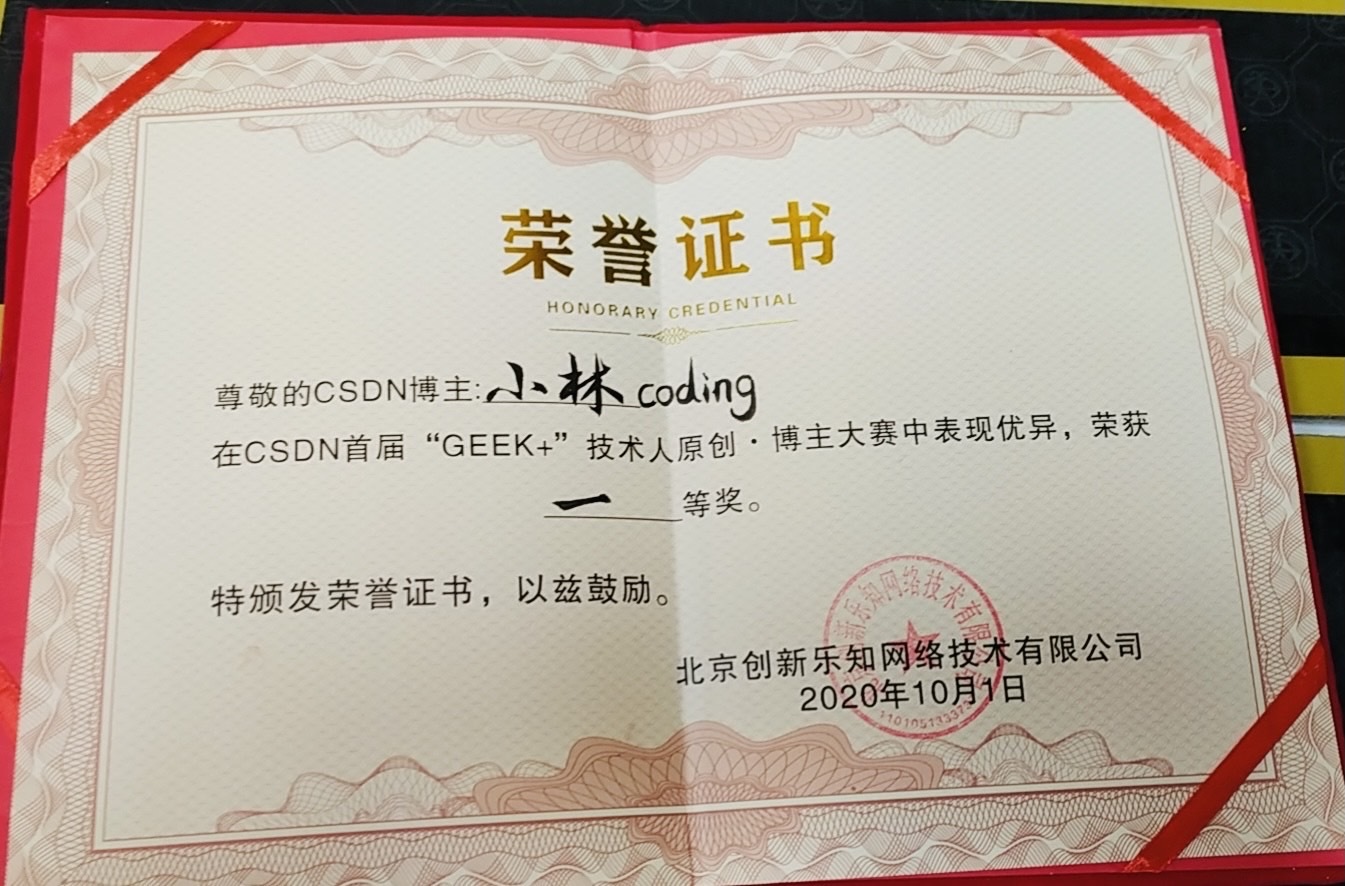 荣誉证书
HONORARY CREDENTIAL
尊敬的CSDN博主:小林coding
在CSDN首届“GEEK+”技术人原创·博主大赛中表现优异，荣获
一等奖。
特颁发荣誉证书，以兹鼓励。
北京创新乐知网络技术有限公司
2020年10月1日